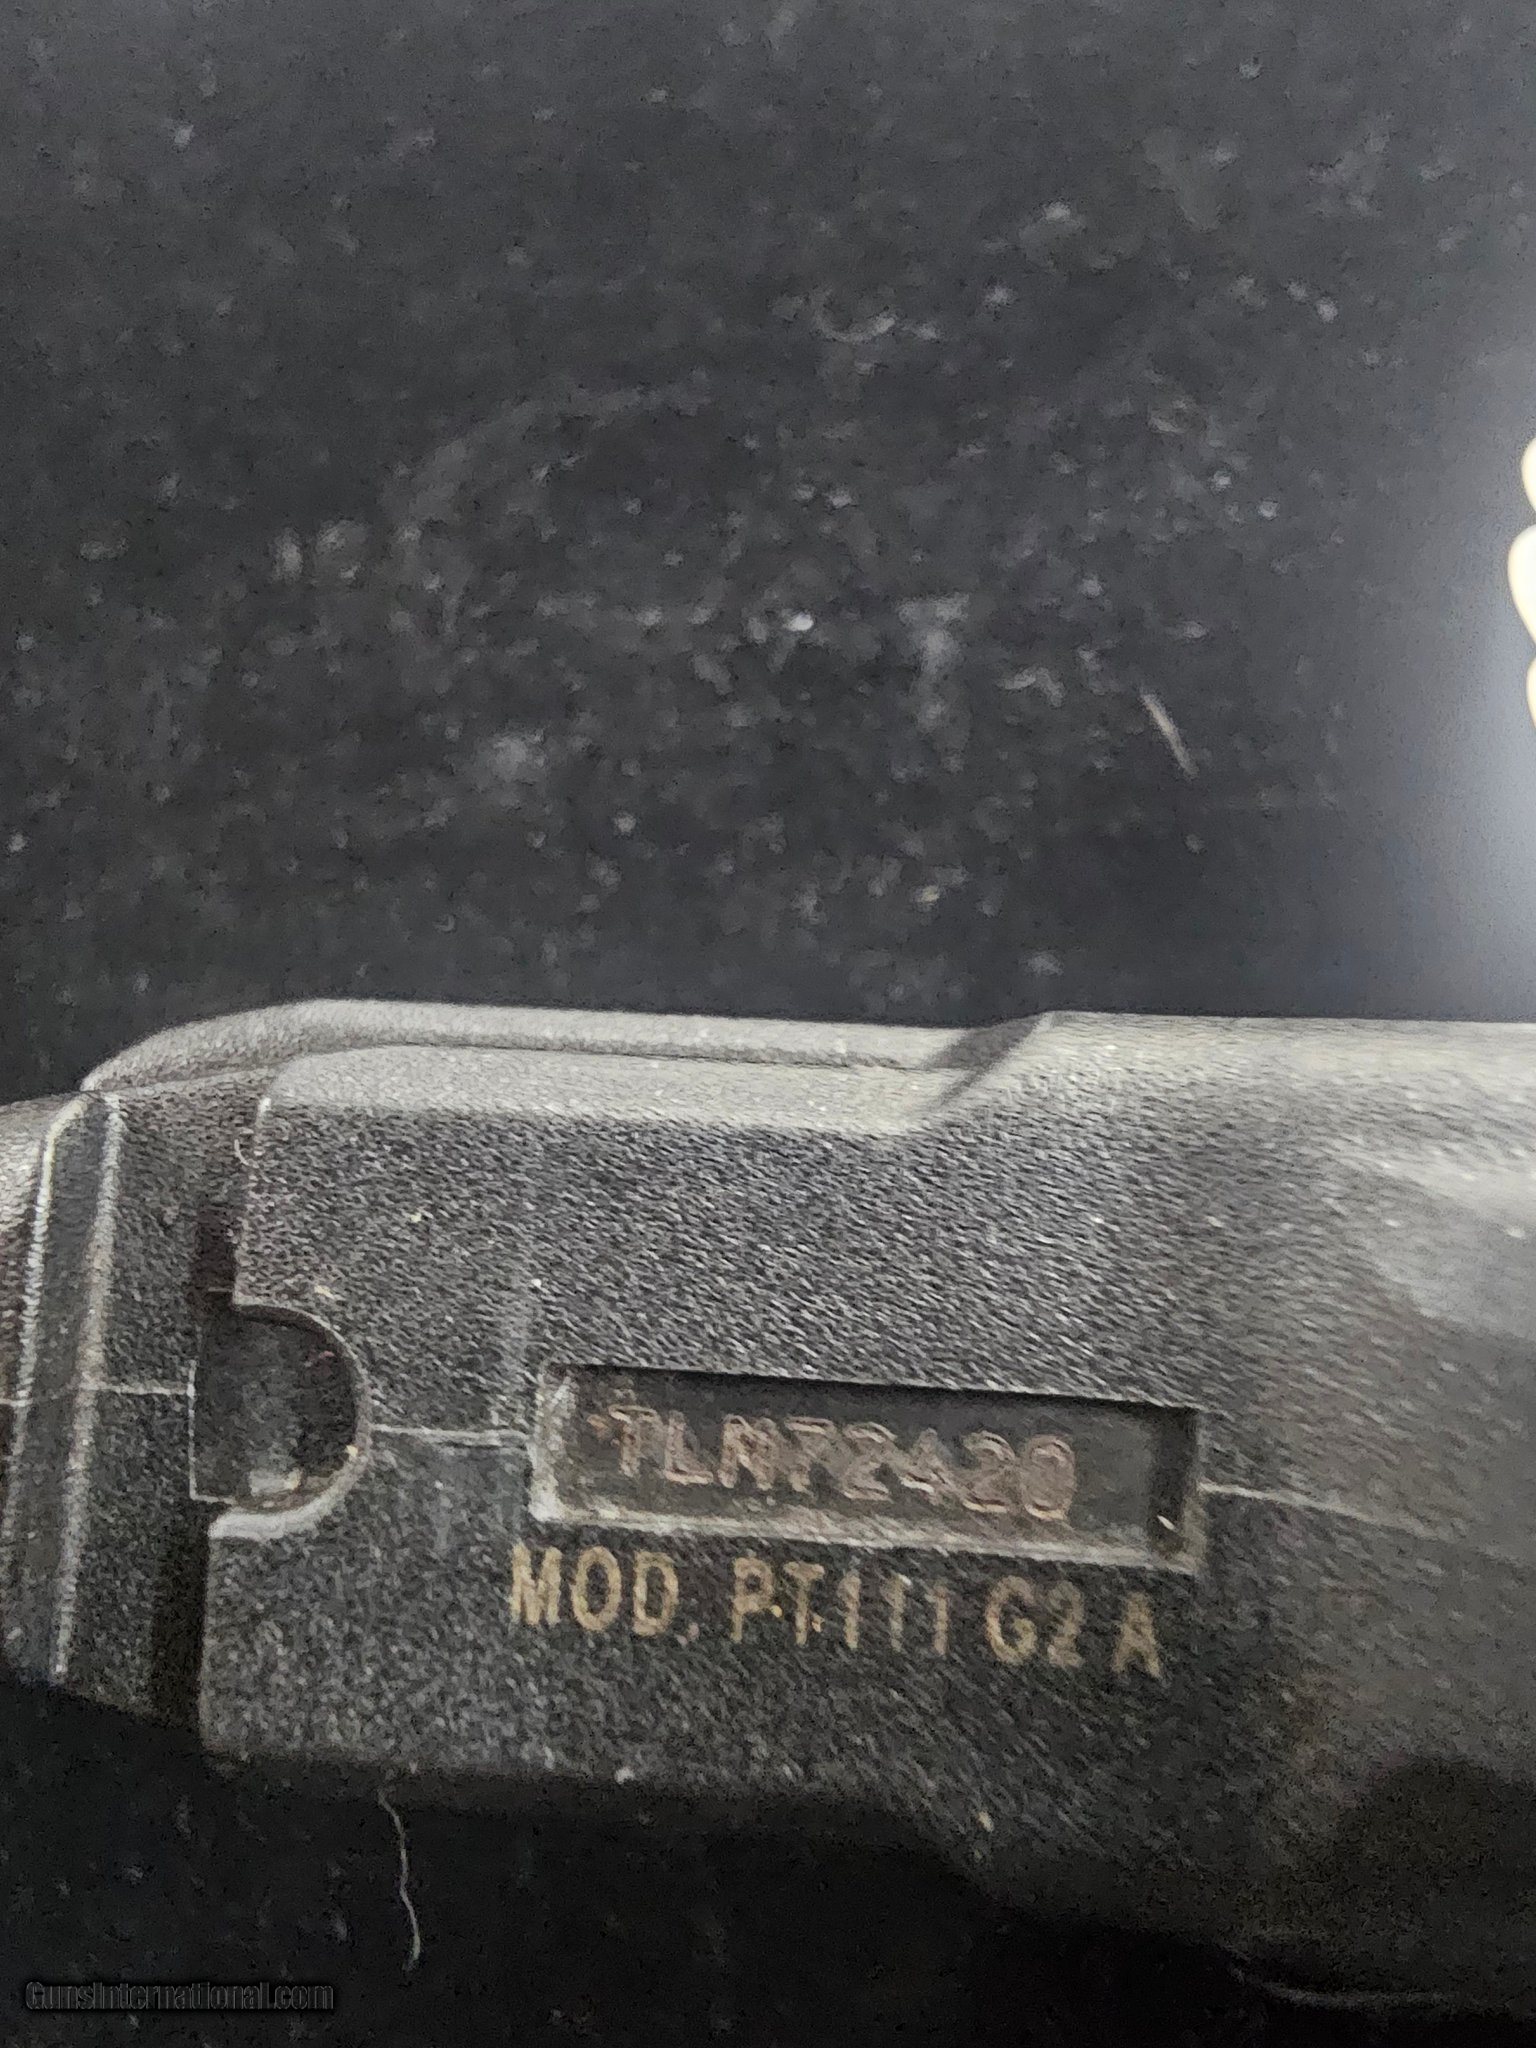 TLN72420
MOD. PT111 G2 A
GunsInternational.com